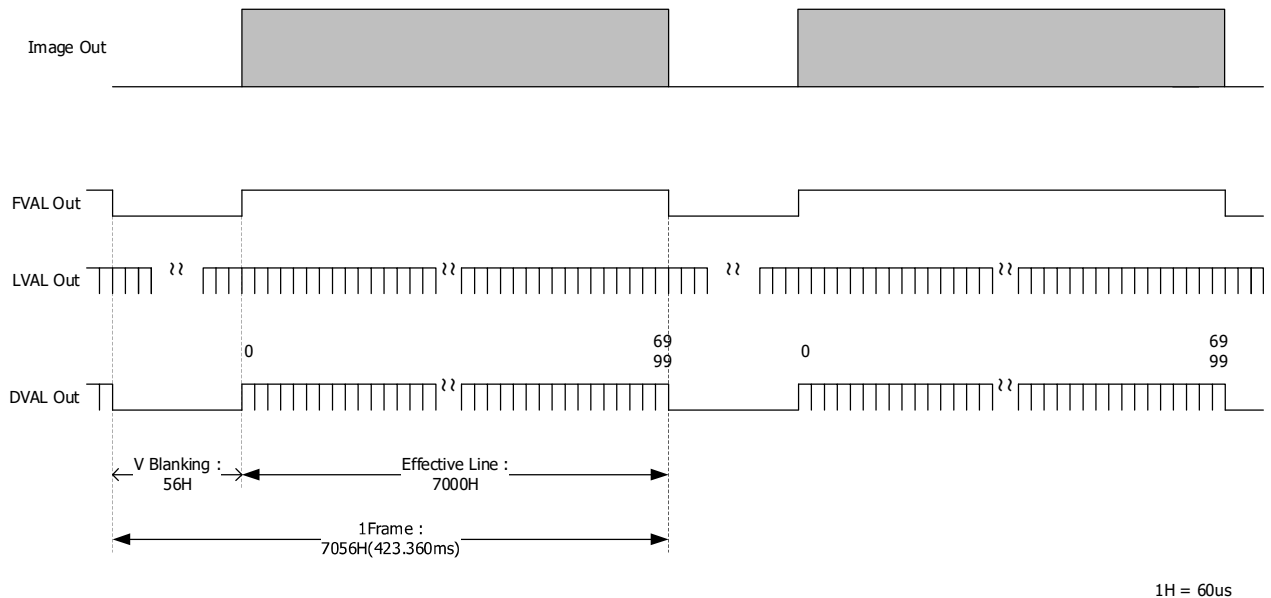 Image Out
FVAL Out
LVAL Out
0
69
99
0
69
99
DVAL Out
V Blanking :
56H
Effective Line :
7000H
1Frame :
7056H(423.360ms)
1H = 60us